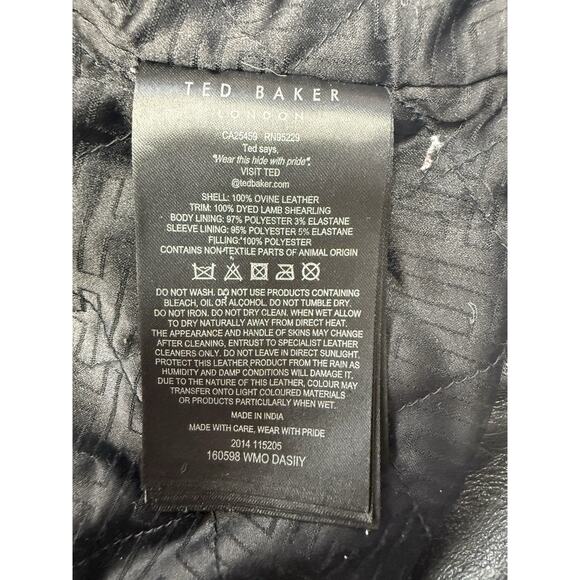 TED BAKER
LONDON
CA25459 RN95229
Ted says,
"Wear this hide with pride".
VISIT TED
@tedbaker.com
SHELL: 100% OVINE LEATHER
TRIM: 100% DYED LAMB SHEARLING
BODY LINING: 97% POLYESTER 3% ELASTANE
SLEEVE LINING: 95% POLYESTER 5% ELASTANE
FILLING: 100% POLYESTER
CONTAINS NON-TEXTILE PARTS OF ANIMAL ORIGIN
DO NOT WASH. DO NOT USE PRODUCTS CONTAINING
BLEACH, OIL OR ALCOHOL. DO NOT TUMBLE DRY.
DO NOT IRON. DO NOT DRY CLEAN. WHEN WET ALLOW
TO DRY NATURALLY AWAY FROM DIRECT HEAT.
THE APPEARANCE AND HANDLE OF SKINS MAY CHANGE
AFTER CLEANING, ENTRUST TO SPECIALIST LEATHER
CLEANERS ONLY. DO NOT LEAVE IN DIRECT SUNLIGHT.
PROTECT THIS LEATHER PRODUCT FROM THE RAIN AS
HUMIDITY AND DAMP CONDITIONS WILL DAMAGE IT.
DUE TO THE NATURE OF THIS LEATHER, COLOUR MAY
TRANSFER ONTO LIGHT COLOURED MATERIALS
OR PRODUCTS PARTICULARLY WHEN WET.
MADE IN INDIA
MADE WITH CARE, WEAR WITH PRIDE
2014 115205
160598 WMO DASIIY